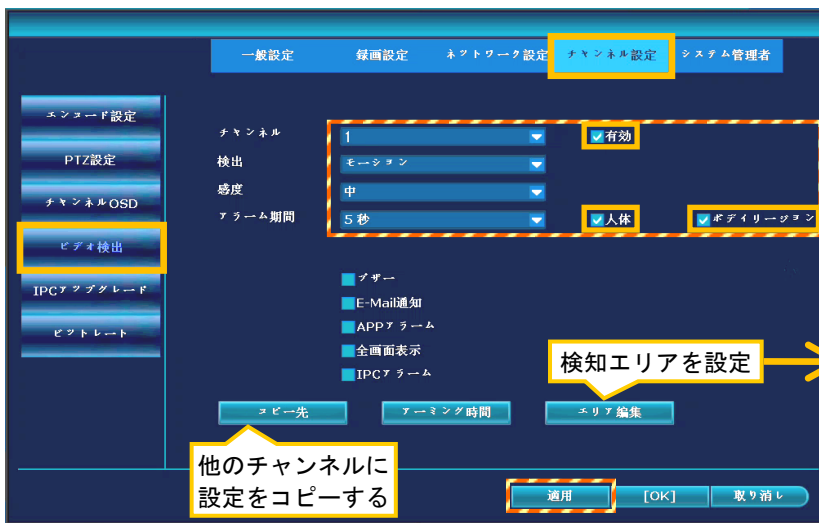 一般設定 録画設定 ネットワーク設定 チャンネル設定 システム管理者
エンコード設定
PTZ設定
チャンネルOSD
ビデオ検出
IPCアップグレード
ビットレート
チャンネル 1 有効
検出 モーション
感度 中
アラーム期間 5秒 人体 ボディリージョン
ブザー
E-Mail通知
APPアラーム
全画面表示
IPCアラーム
検知エリアを設定
コピー先 アーミング時間 エリア編集
他のチャンネルに
設定をコピーする
適用 [OK] 取り消し